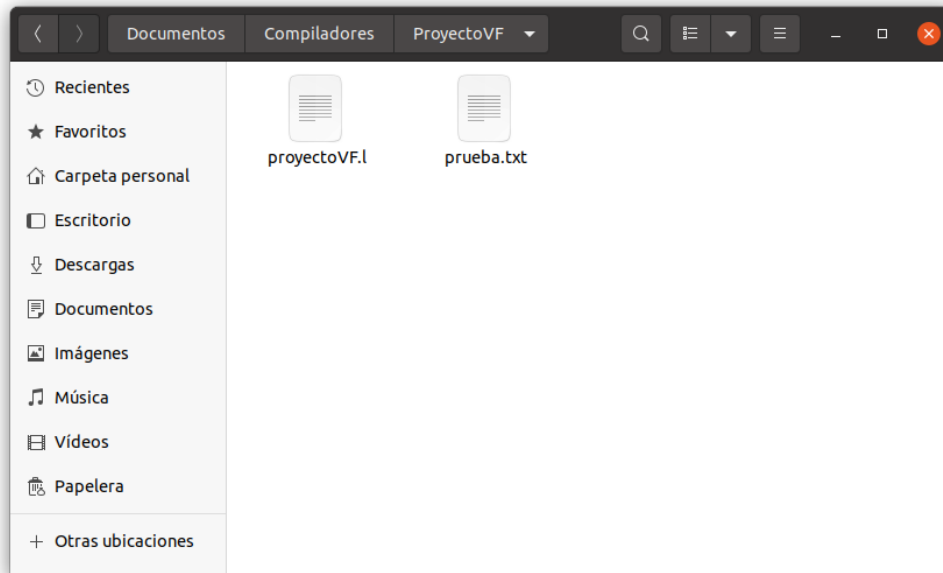 Documentos Compiladores ProyectoVF
Recientes
Favoritos
Carpeta personal
Escritorio
Descargas
Documentos
Imágenes
Música
Vídeos
Papelera
Otras ubicaciones
proyectoVF.l prueba.txt